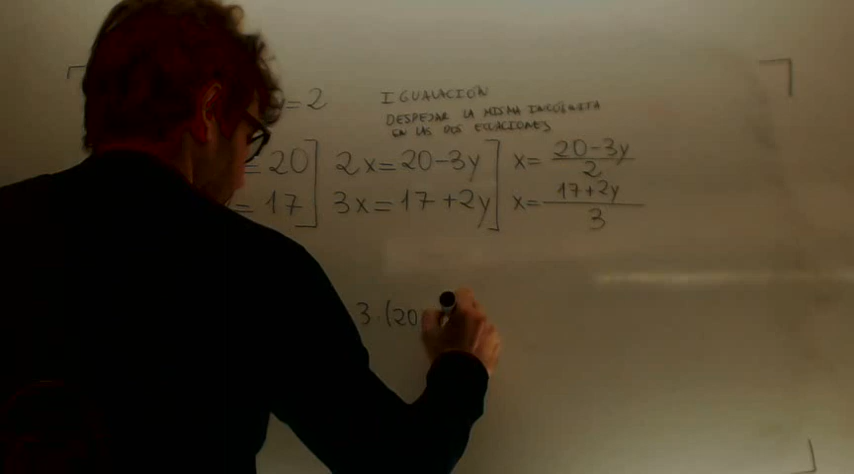 =2
IGUALACIÓN
DESPEJAR LA MISMA INCÓGNITA
EN LAS DOS ECUACIONES
= 20] 2x=20-3y] x= 20-3y / 2
= 17] 3x=17+2y] x= 17+2y / 3
3·(20